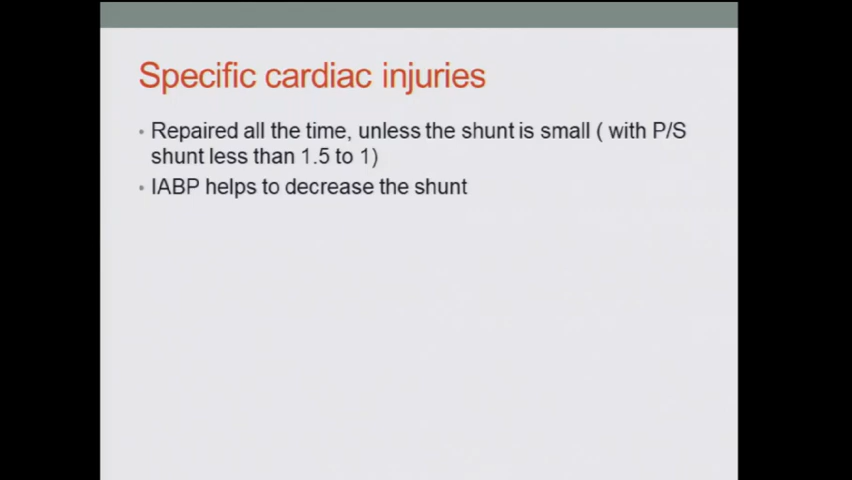 Specific cardiac injuries
• Repaired all the time, unless the shunt is small ( with P/S
shunt less than 1.5 to 1)
• IABP helps to decrease the shunt